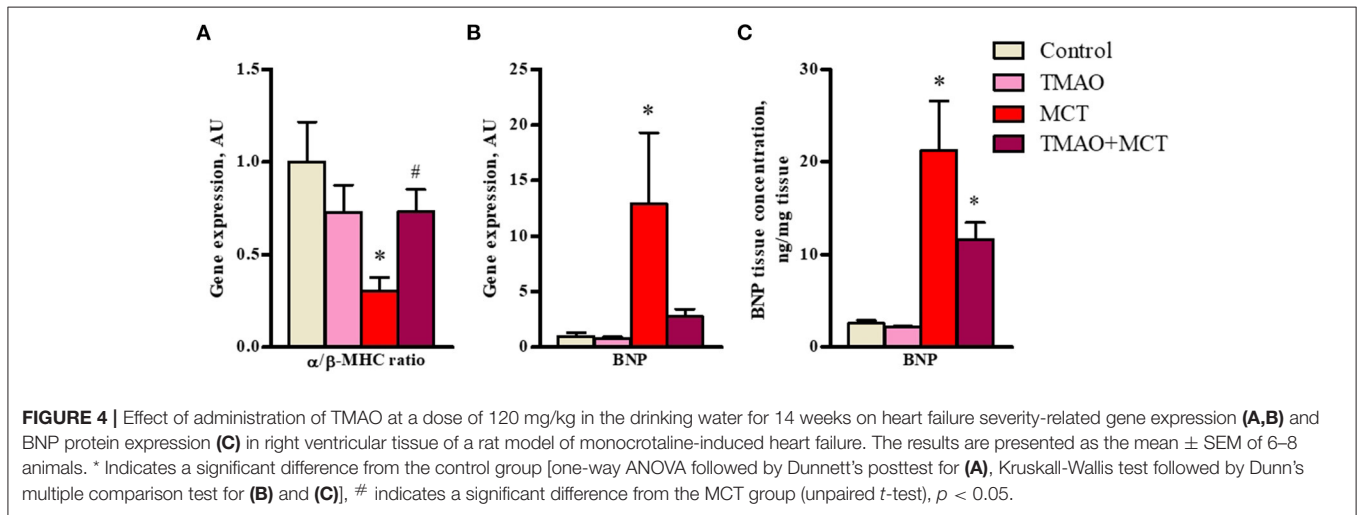 A
B
C
Gene expression, AU
1.5
1.0
0.5
0.0
*
#
α/β-MHC ratio
Gene expression, AU
25
20
15
10
5
0
*
BNP
BNP tissue concentration,
ng/mg tissue
30
20
10
0
*
*
BNP
Control
TMAO
MCT
TMAO+MCT
FIGURE 4 | Effect of administration of TMAO at a dose of 120 mg/kg in the drinking water for 14 weeks on heart failure severity-related gene expression (A,B) and
BNP protein expression (C) in right ventricular tissue of a rat model of monocrotaline-induced heart failure. The results are presented as the mean ± SEM of 6–8
animals. * Indicates a significant difference from the control group [one-way ANOVA followed by Dunnett's posttest for (A), Kruskall-Wallis test followed by Dunn's
multiple comparison test for (B) and (C)], # indicates a significant difference from the MCT group (unpaired t-test), p < 0.05.